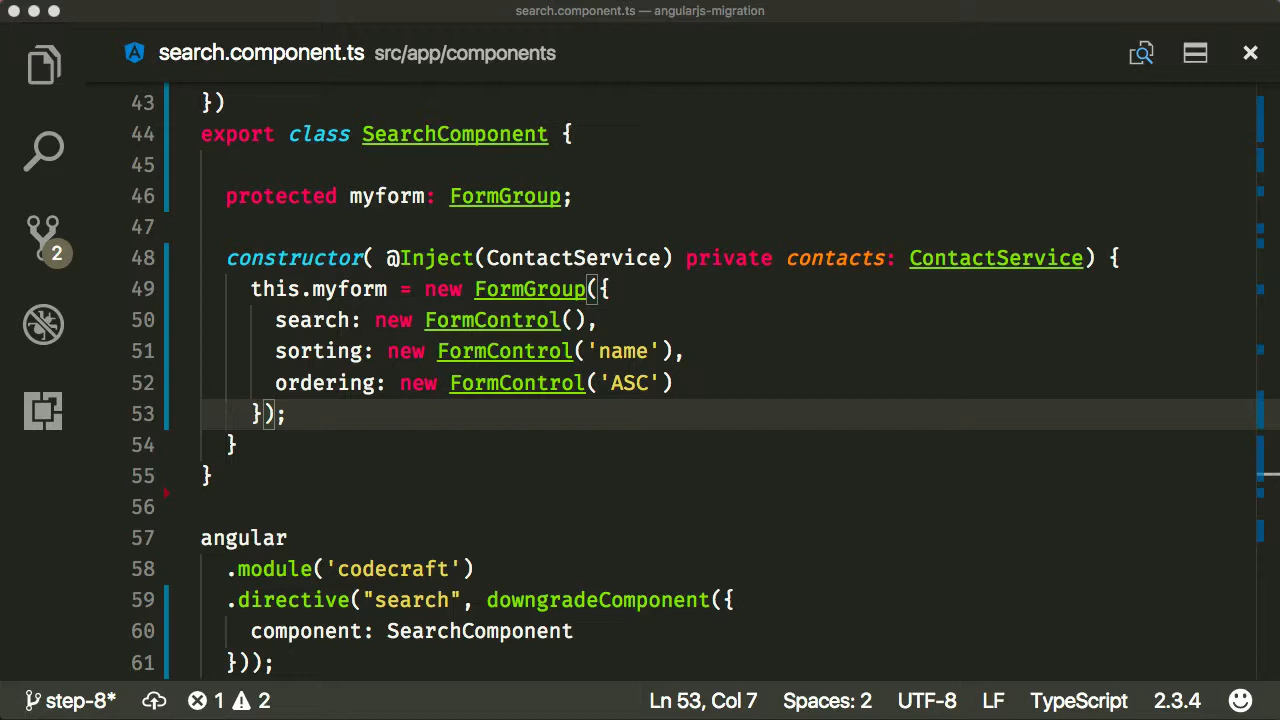 search.component.ts — angularjs-migration
search.component.ts src/app/components
43 })
44 export class SearchComponent {
45
46 protected myform: FormGroup;
47
48 constructor( @Inject(ContactService) private contacts: ContactService) {
49 this.myform = new FormGroup({
50 search: new FormControl(),
51 sorting: new FormControl('name'),
52 ordering: new FormControl('ASC')
53 });
54 }
55 }
56
57 angular
58 .module('codecraft')
59 .directive("search", downgradeComponent({
60 component: SearchComponent
61 }));
2
step-8* 1 2 Ln 53, Col 7 Spaces: 2 UTF-8 LF TypeScript 2.3.4